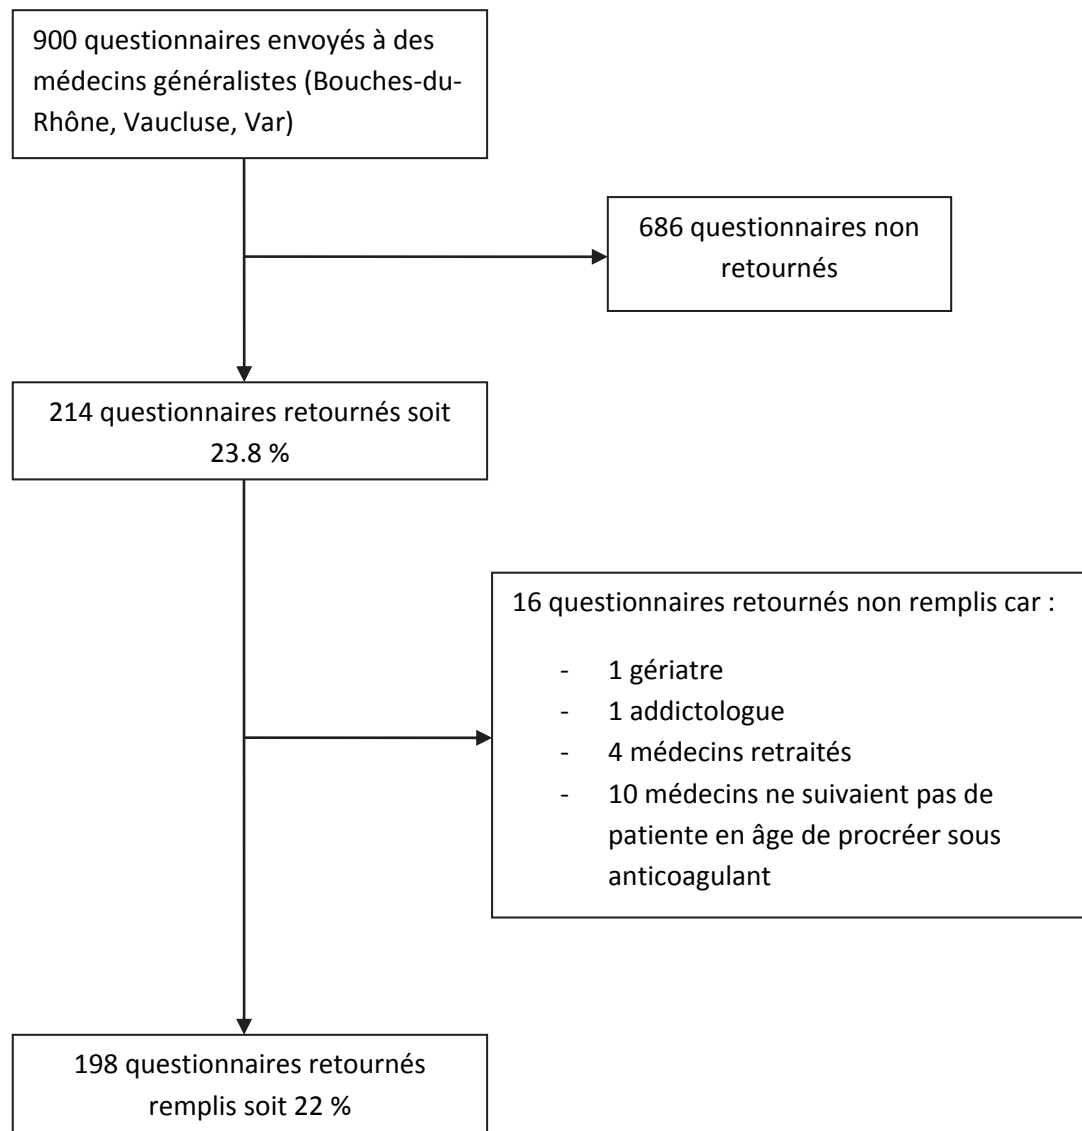 900 questionnaires envoyés à des
médecins généralistes (Bouches-du-
Rhône, Vaucluse, Var)
686 questionnaires non
retournés
214 questionnaires retournés soit
23.8 %
16 questionnaires retournés non remplis car :
- 1 gériatre
- 1 addictologue
- 4 médecins retraités
- 10 médecins ne suivaient pas de
patiente en âge de procréer sous
anticoagulant
198 questionnaires retournés
remplis soit 22 %